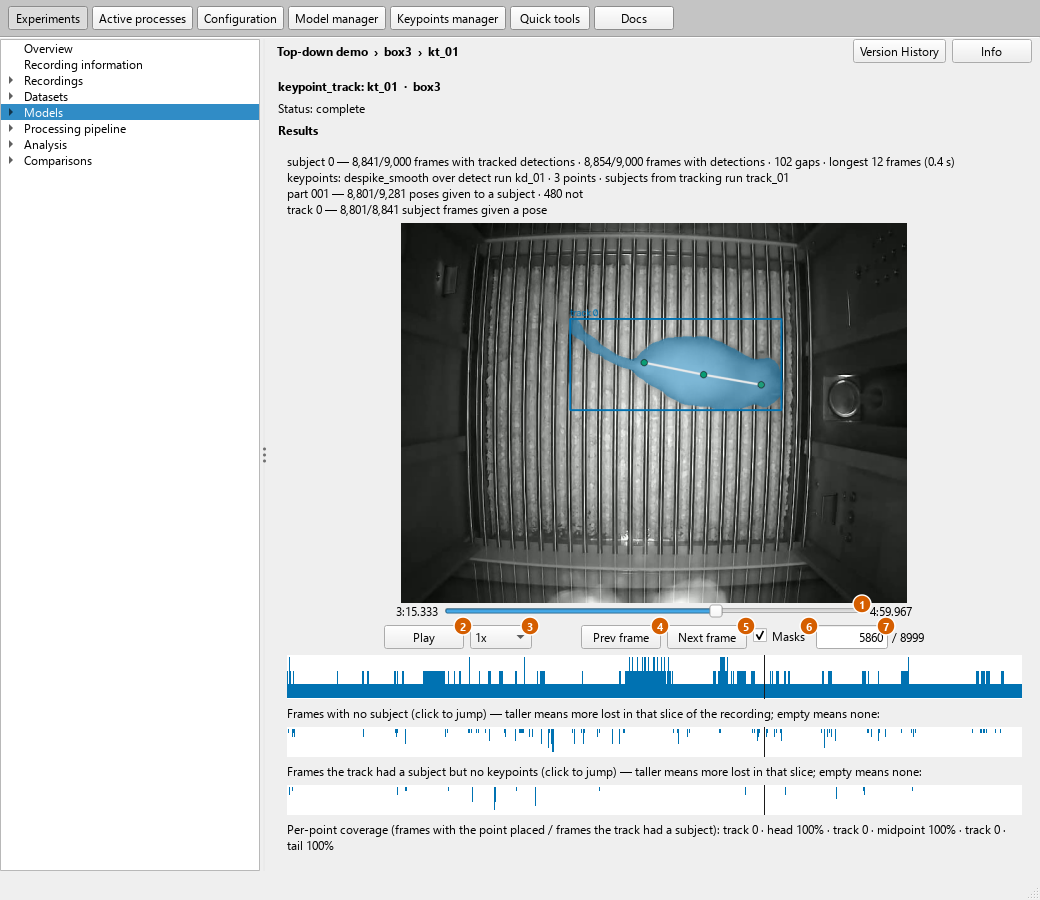 Experiments Active processes Configuration Model manager Keypoints manager Quick tools Docs
Overview
Recording information
Recordings
Datasets
Models
Processing pipeline
Analysis
Comparisons
Top-down demo › box3 › kt_01
Version History Info
keypoint_track: kt_01 · box3
Status: complete
Results
subject 0 — 8,841/9,000 frames with tracked detections · 8,854/9,000 frames with detections · 102 gaps · longest 12 frames (0.4 s)
keypoints: despike_smooth over detect run kd_01 · 3 points · subjects from tracking run track_01
part 001 — 8,801/9,281 poses given to a subject · 480 not
track 0 — 8,801/8,841 subject frames given a pose
3:15.333 1 4:59.967
2 3 4 5 6 7
Play 1x Prev frame Next frame Masks 5860 / 8999
Frames with no subject (click to jump) — taller means more lost in that slice of the recording; empty means none:
Frames the track had a subject but no keypoints (click to jump) — taller means more lost in that slice; empty means none:
Per-point coverage (frames with the point placed / frames the track had a subject): track 0 · head 100% · track 0 · midpoint 100% · track 0 ·
tail 100%